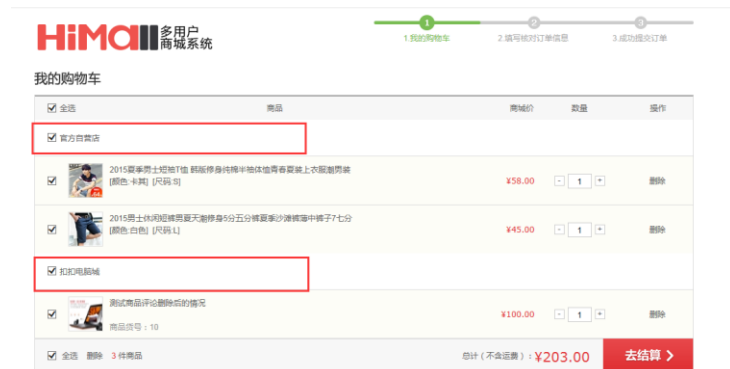 HiMall 多用户
商城系统
1
2
3
1.我的购物车
2.填写核对订单信息
3.成功提交订单
我的购物车
全选 商品 商城价 数量 操作
官方自营店
2015夏季男士短袖T恤 韩版修身纯棉半袖体恤青春夏装上衣服潮男装
[颜色:卡其] [尺码:S]
¥58.00 - 1 + 删除
2015男士休闲短裤男夏天潮修身5分五分裤夏季沙滩裤薄中裤子7七分
[颜色:白色] [尺码:L]
¥45.00 - 1 + 删除
扣扣电脑城
测试商品评论删除后的情况
商品货号：10
¥100.00 - 1 + 删除
全选 删除 3 件商品 总计（不含运费）: ¥203.00 去结算 >